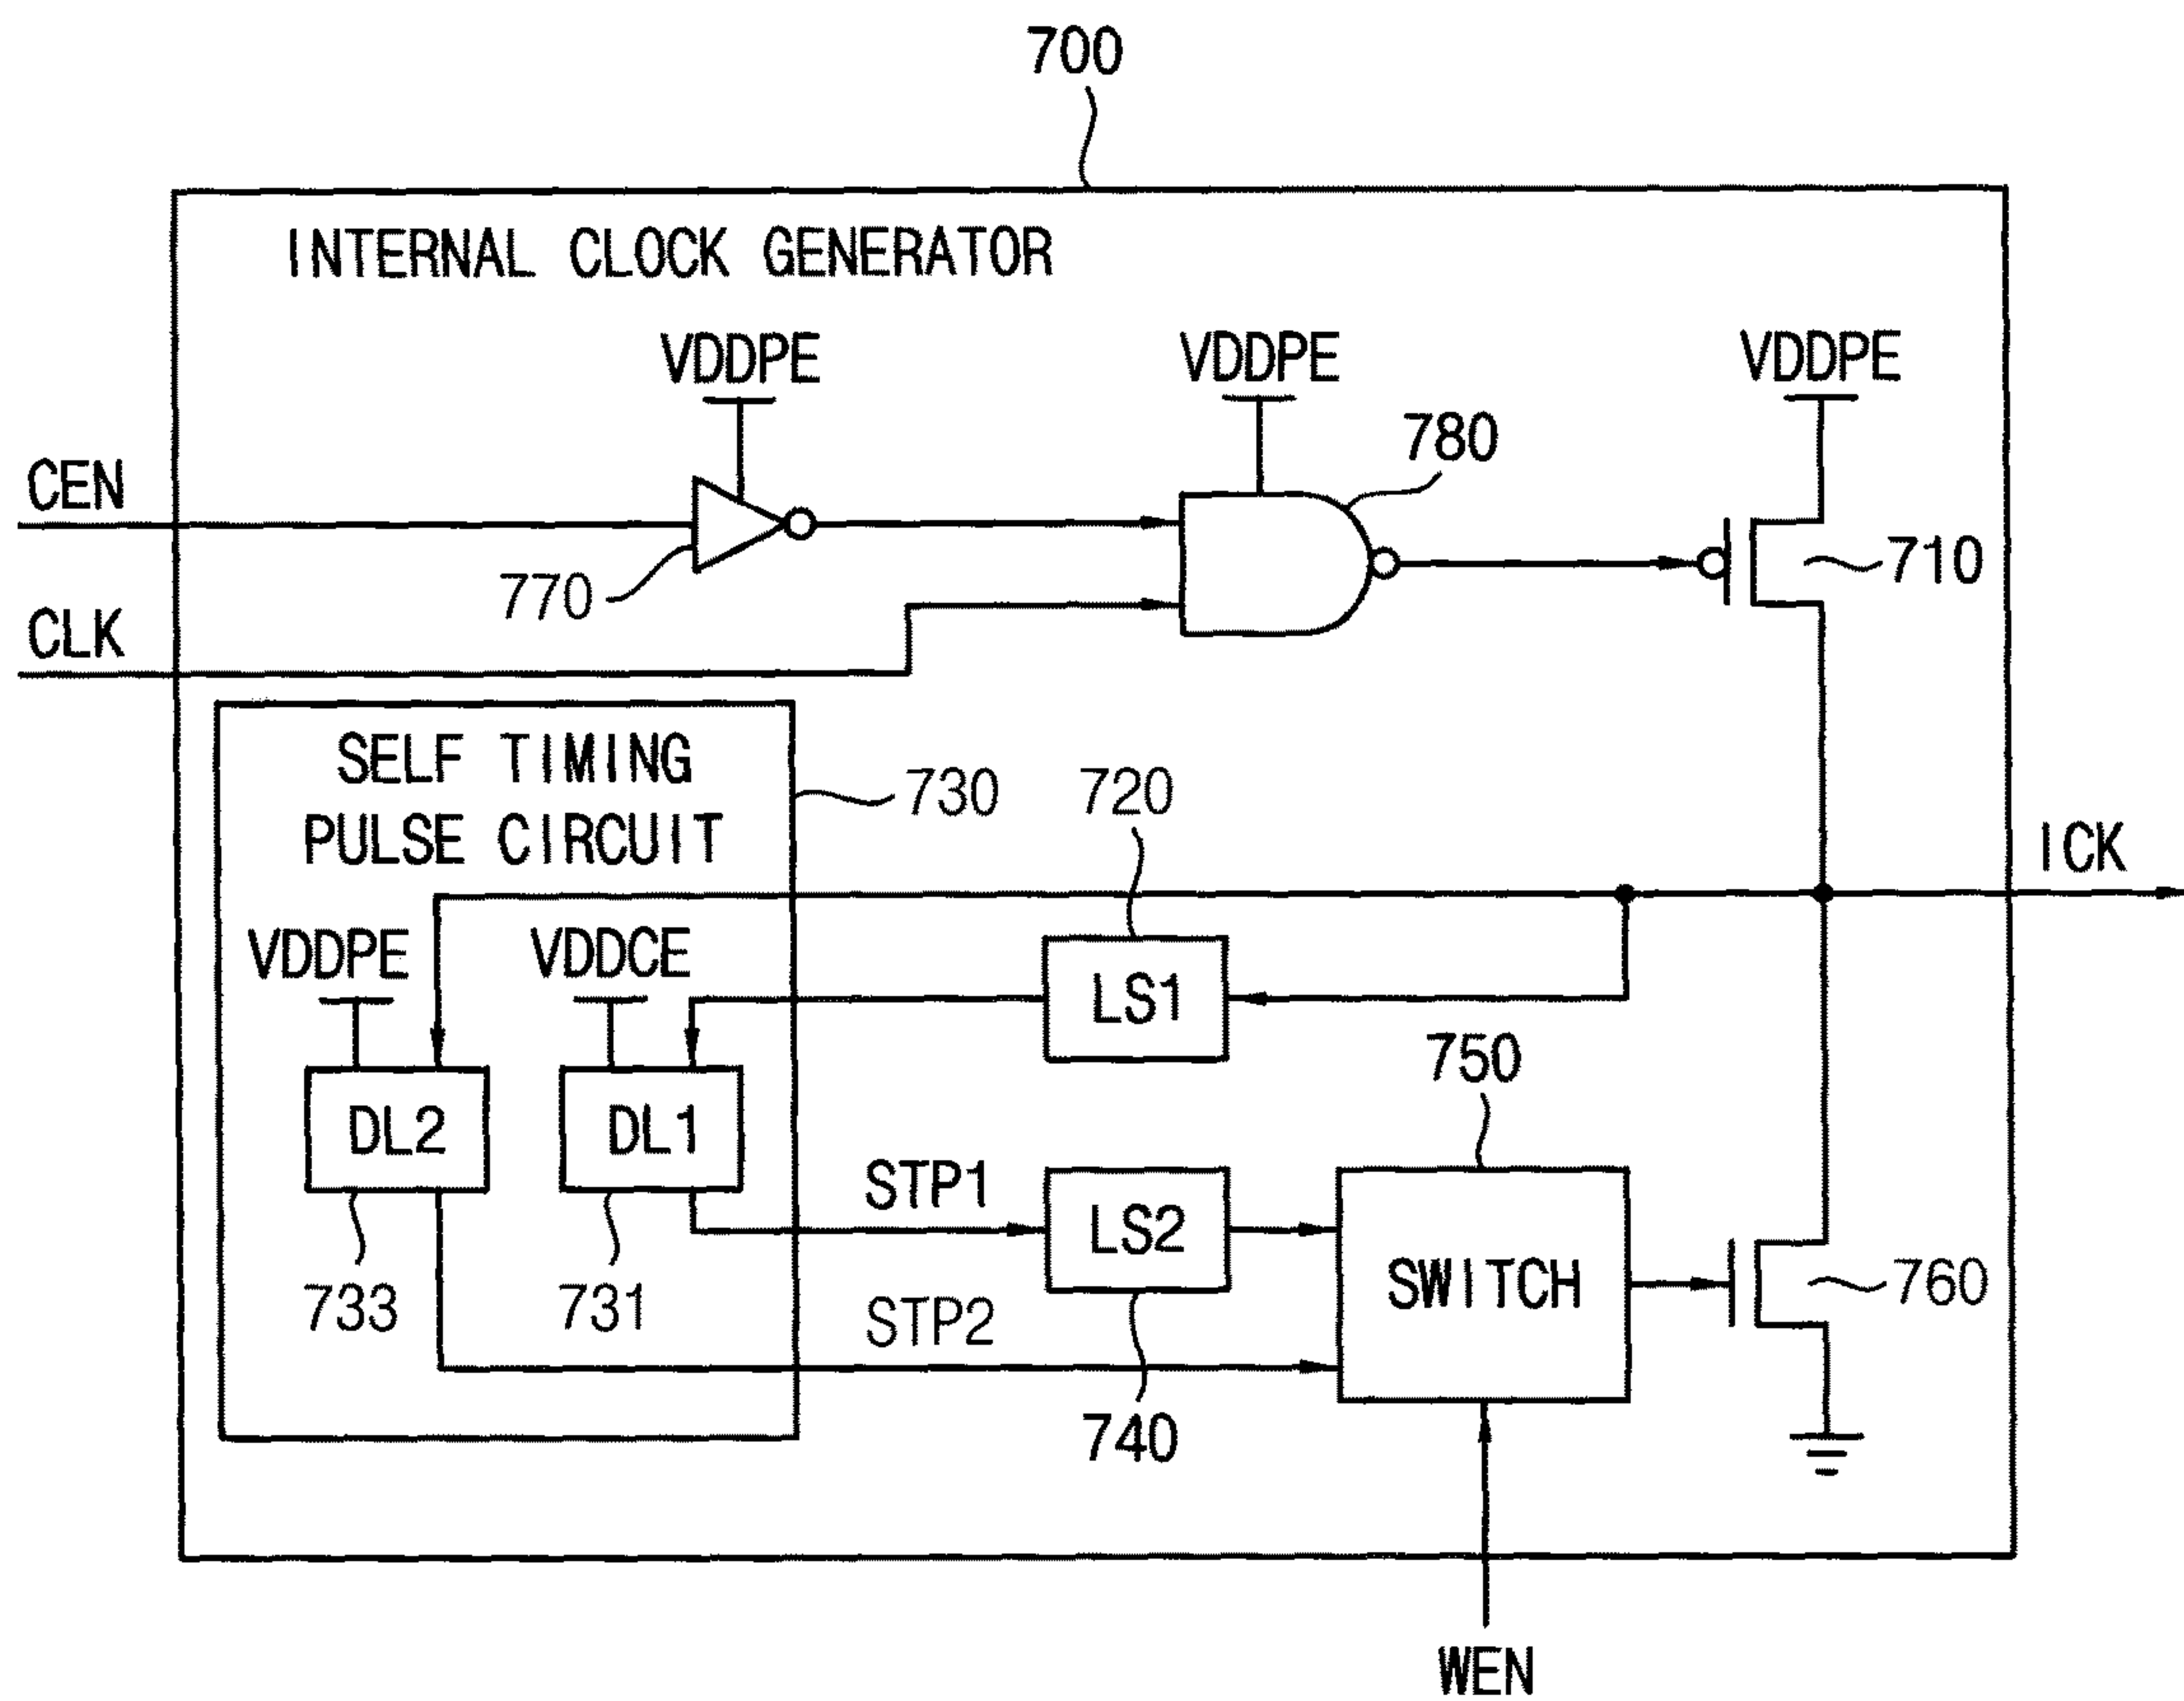 700
INTERNAL CLOCK GENERATOR
VDDPE
VDDPE
VDDPE
780
CEN
710
770
CLK
SELF TIMING
PULSE CIRCUIT
730
720
ICK
VDDPE
VDDCE
LS1
750
DL2
DL1
STP1
LS2
SWITCH
760
733
731
STP2
740
WEN